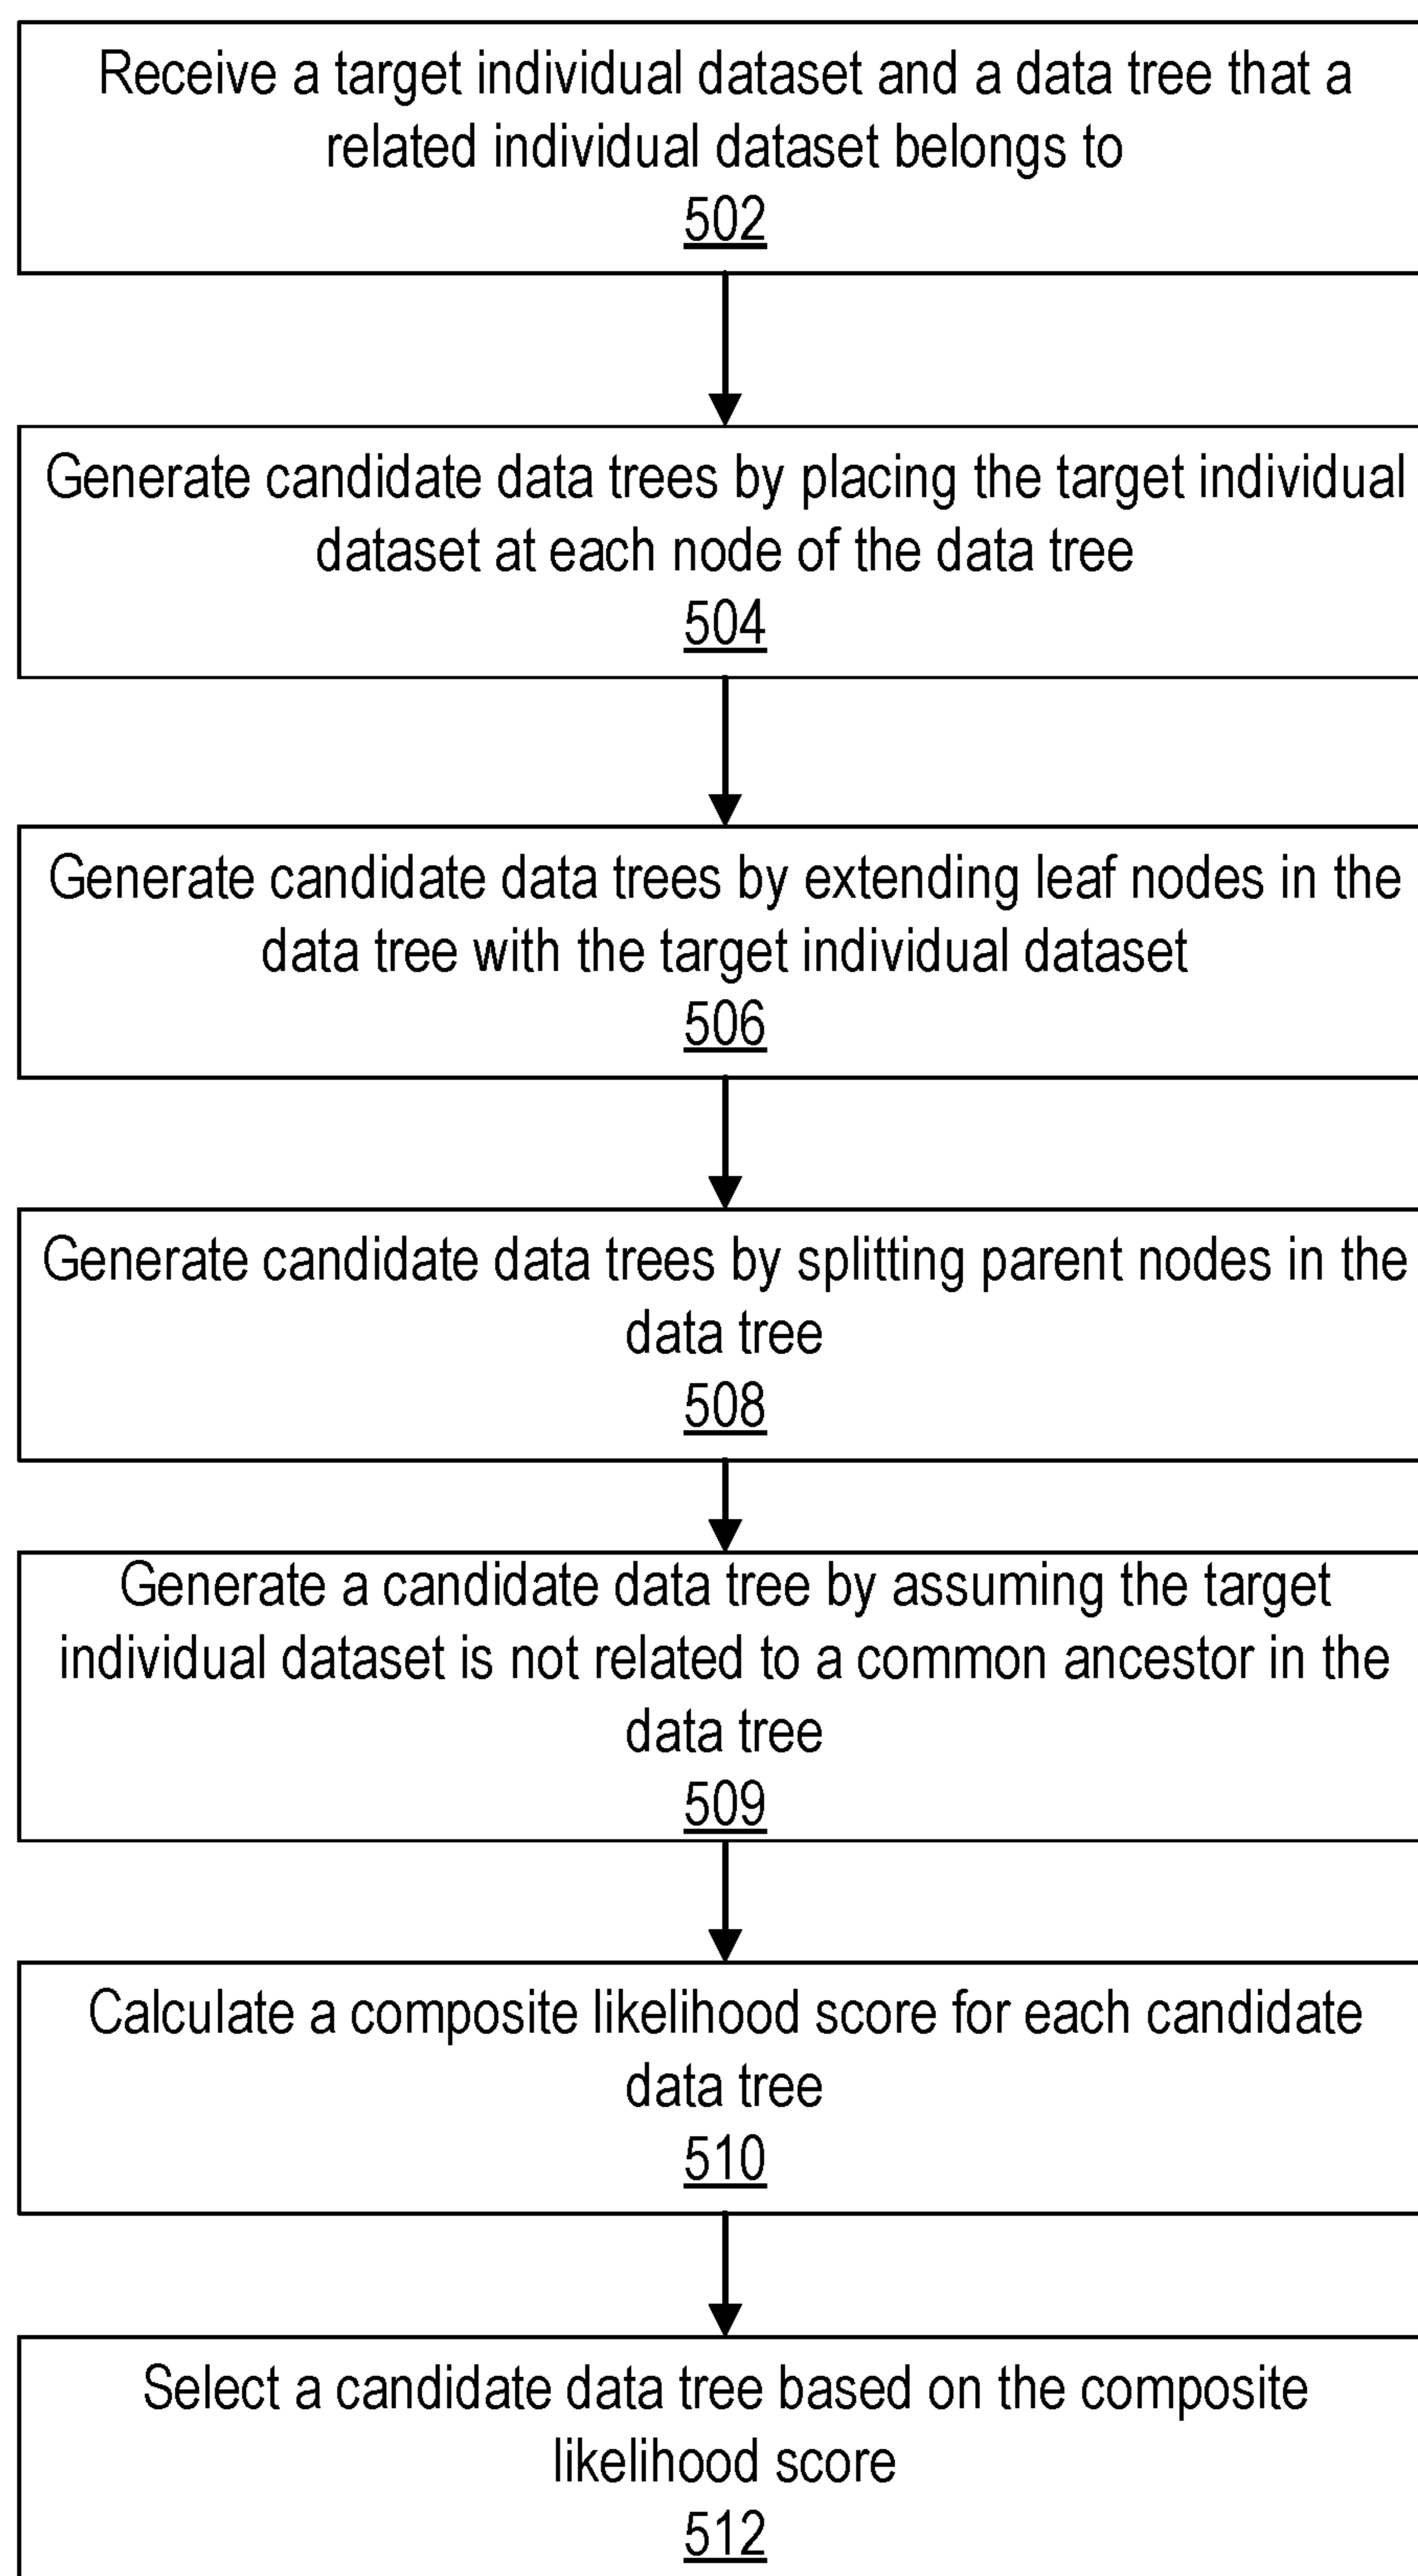 Receive a target individual dataset and a data tree that a
related individual dataset belongs to
502
Generate candidate data trees by placing the target individual
dataset at each node of the data tree
504
Generate candidate data trees by extending leaf nodes in the
data tree with the target individual dataset
506
Generate candidate data trees by splitting parent nodes in the
data tree
508
Generate a candidate data tree by assuming the target
individual dataset is not related to a common ancestor in the
data tree
509
Calculate a composite likelihood score for each candidate
data tree
510
Select a candidate data tree based on the composite
likelihood score
512